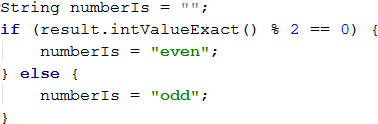 String numberIs = "";
if (result.intValueExact() % 2 == 0) {
    numberIs = "even";
} else {
    numberIs = "odd";
}